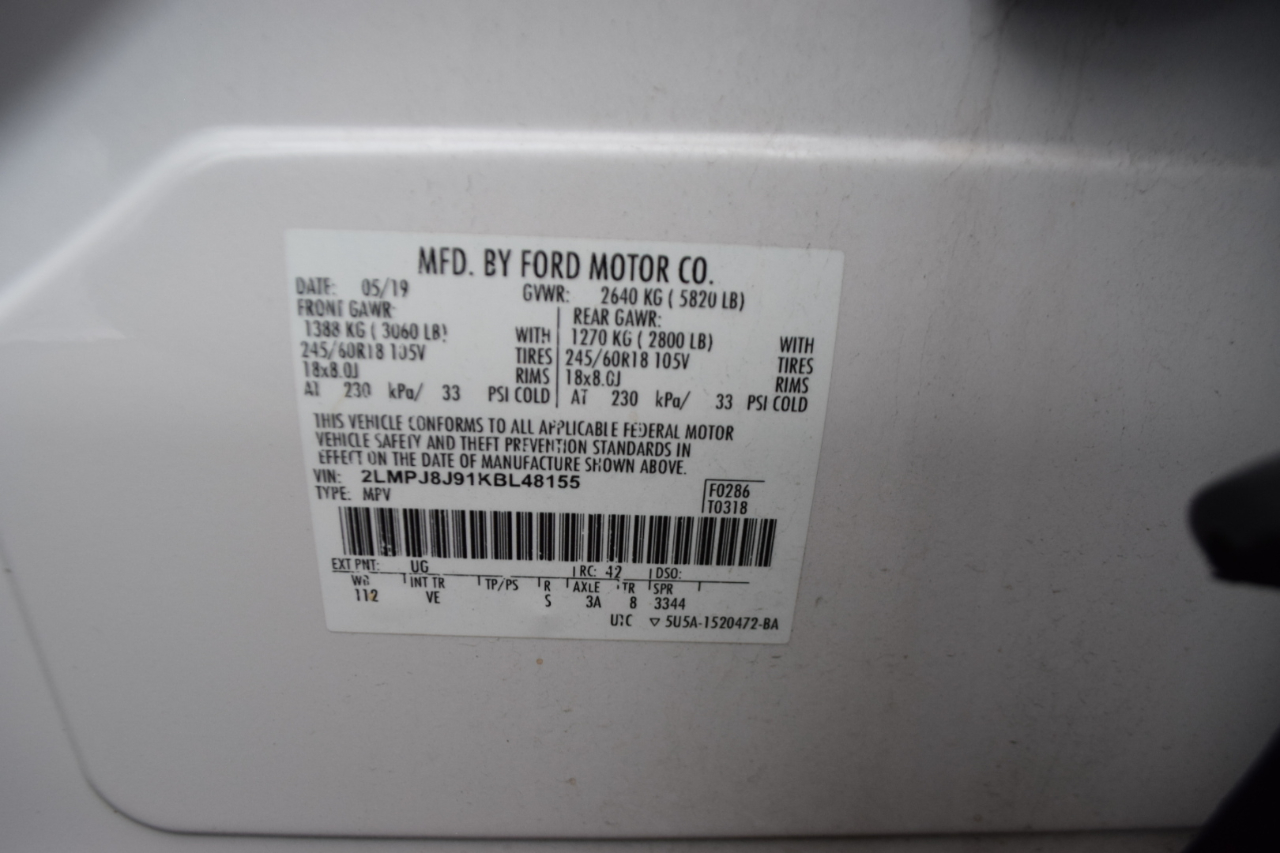 MFD. BY FORD MOTOR CO.
DATE: 05/19 GVWR: 2640 KG ( 5820 LB)
FRONT GAWR: REAR GAWR:
1388 KG ( 3060 LB) WITH 1270 KG ( 2800 LB) WITH
245/60R18 105V TIRES 245/60R18 105V TIRES
18x8.0J RIMS 18x8.0J RIMS
AT 230 kPa/ 33 PSI COLD AT 230 kPa/ 33 PSI COLD
THIS VEHICLE CONFORMS TO ALL APPLICABLE FEDERAL MOTOR
VEHICLE SAFETY AND THEFT PREVENTION STANDARDS IN
EFFECT ON THE DATE OF MANUFACTURE SHOWN ABOVE.
VIN: 2LMPJ8J91KBL48155
TYPE: MPV
F0286
T0318
EXT PNT: UG RC: 42 DSO:
WB INT TR TP/PS R AXLE TR SPR
112 VE S 3A 8 3344
UTC ▽ 5U5A-1520472-BA